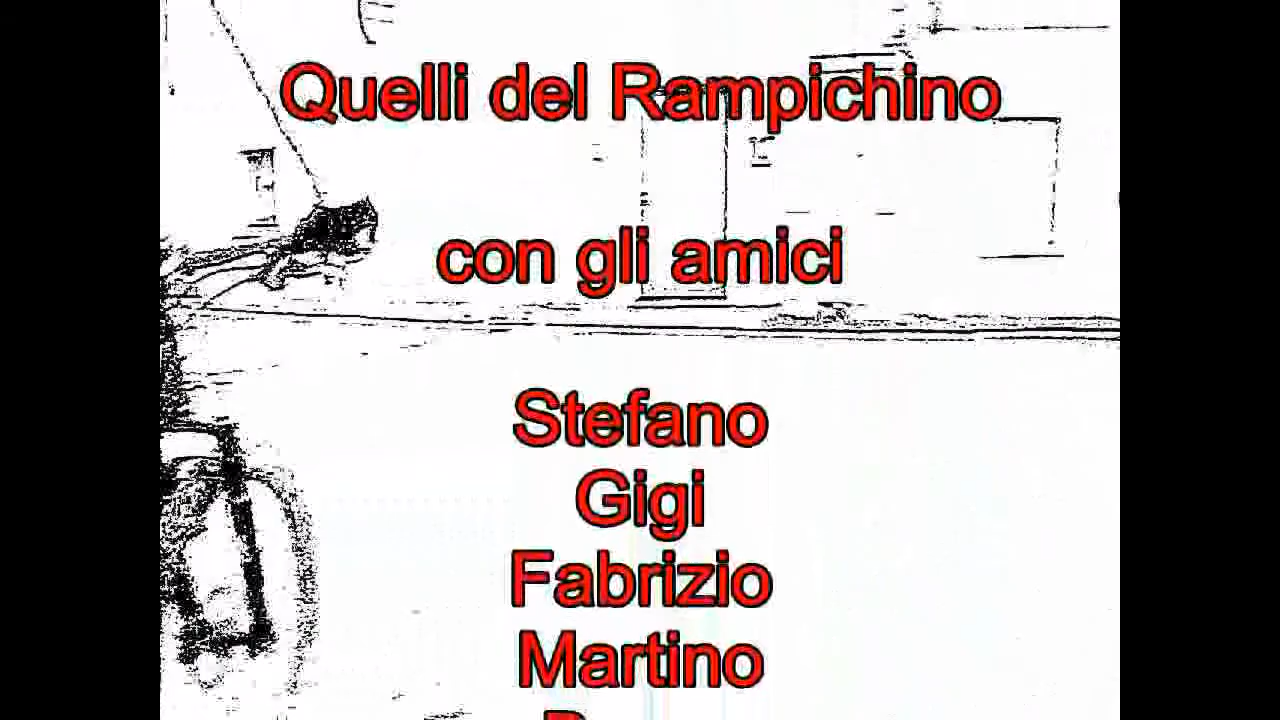 Quelli del Rampichino
con gli amici
Stefano
Gigi
Fabrizio
Martino